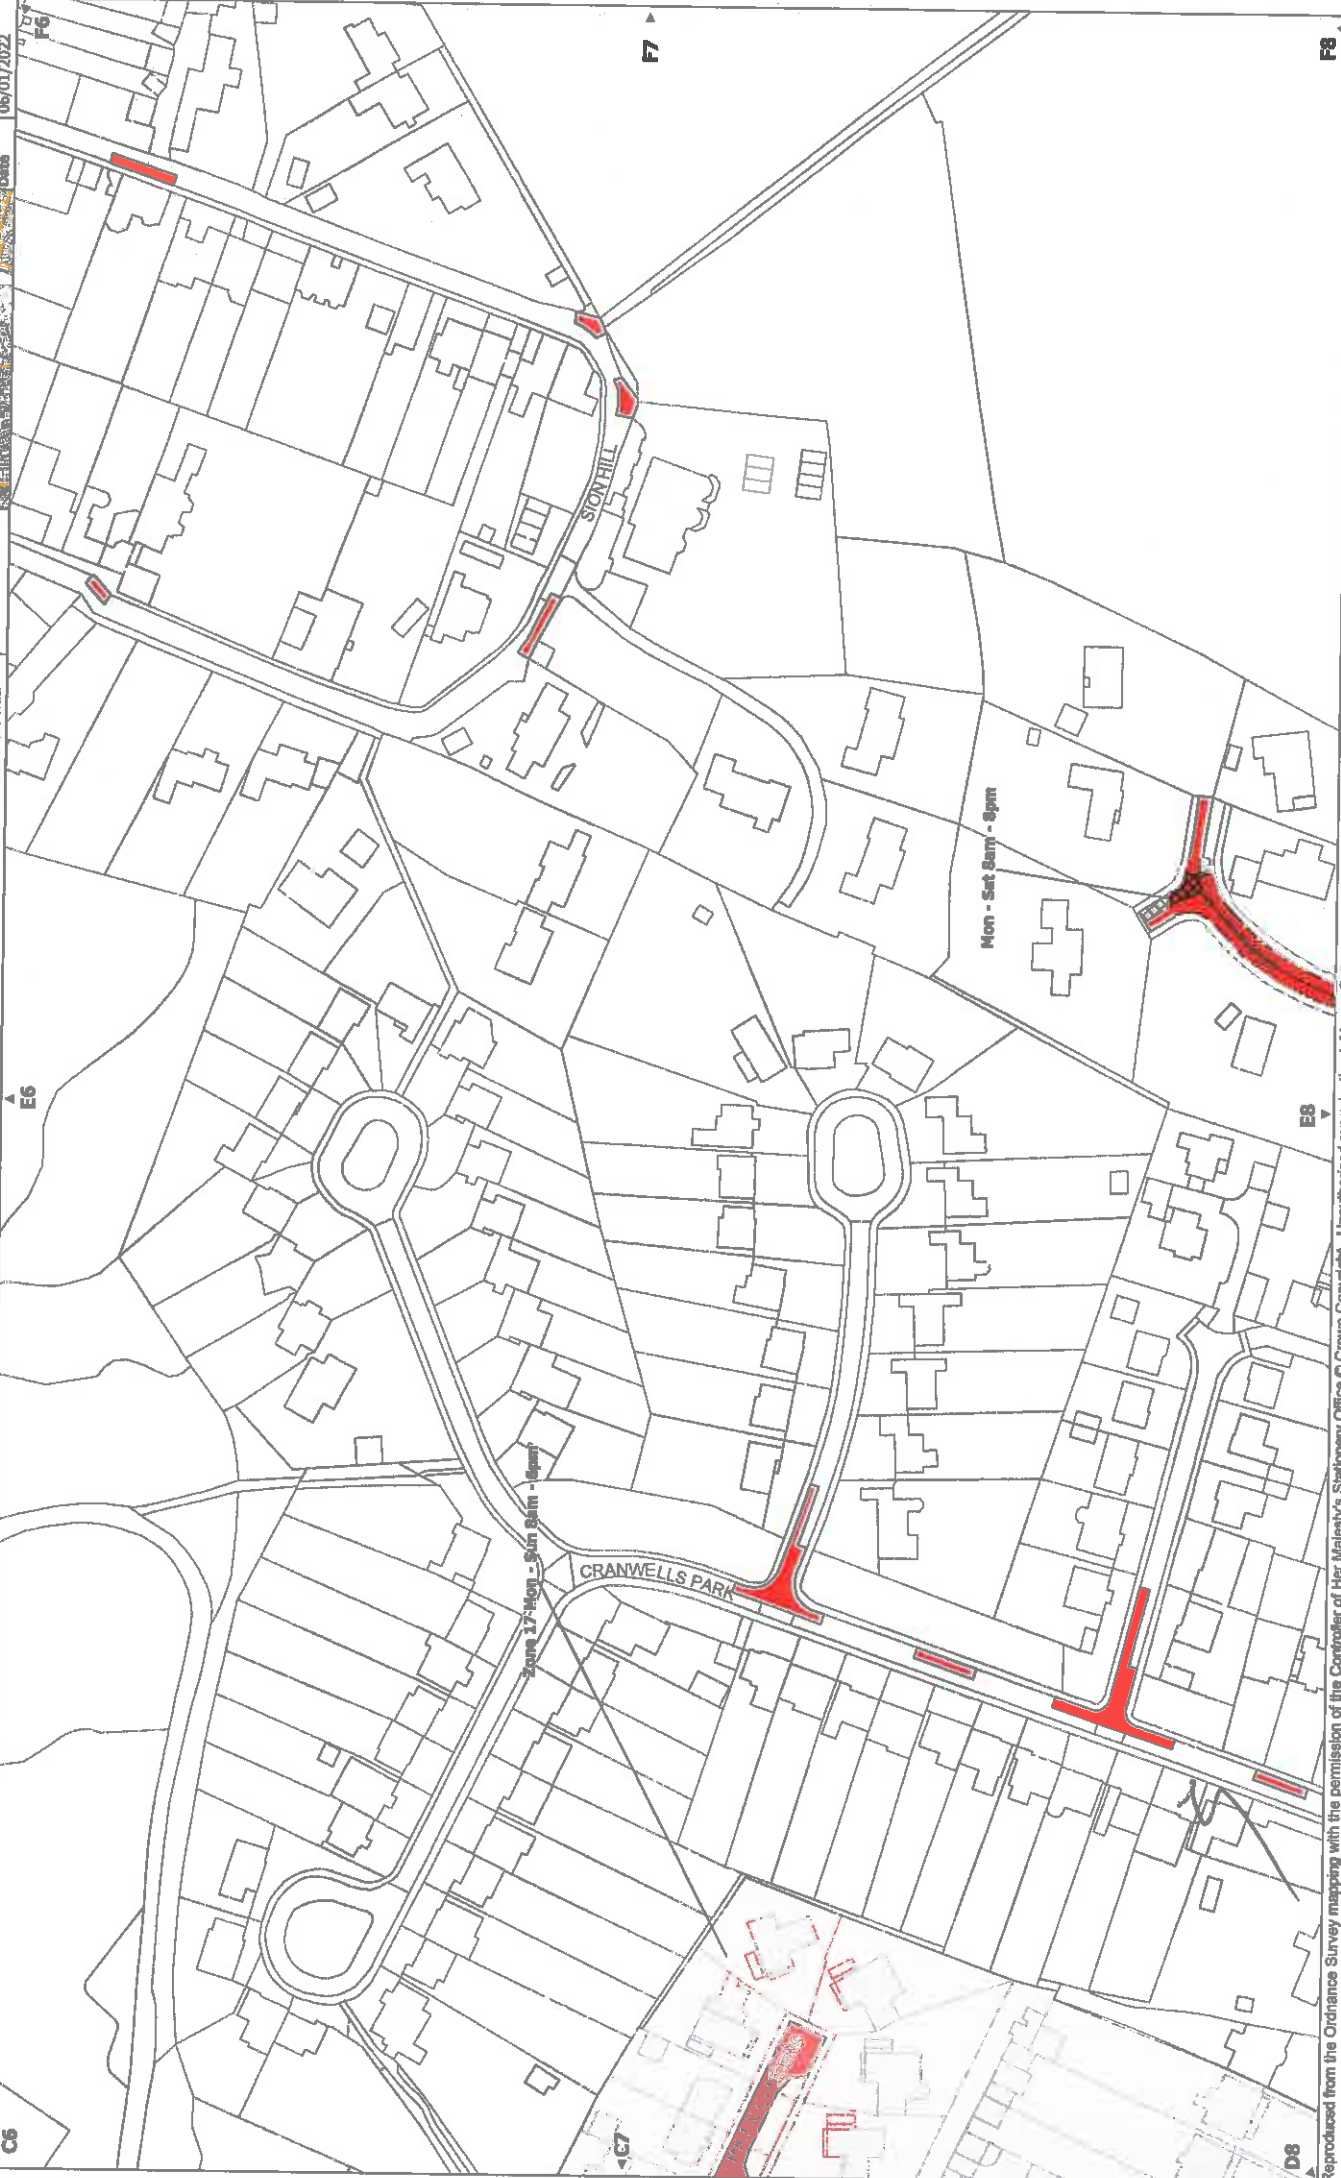 06/01/2022
Date
F6
F7
F8
SION HILL
Mon - Sat 8am - 8pm
E6
E8
Zone 17:Mon - Sun 8am - 6pm
CRANWELLS PARK
C6
C7
D8
eproduced from the Ordnance Survey mapping with the permission of the Controller of Her Majesty's Stationery Office © Crown Copyright.